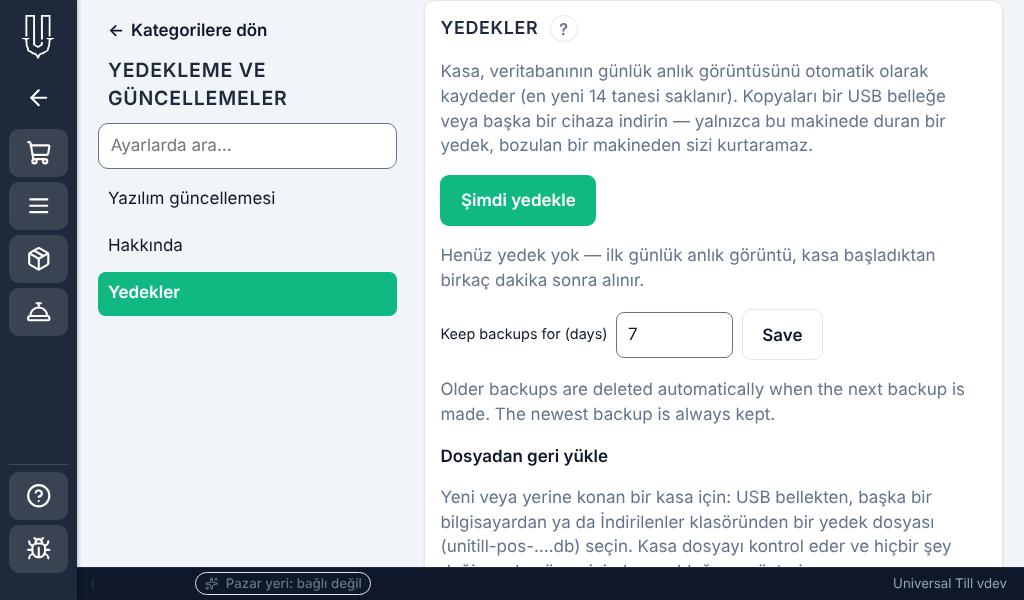 ← Kategorilere dön
YEDEKLEME VE
GÜNCELLEMELER
Ayarlarda ara...
Yazılım güncellemesi
Hakkında
Yedekler
YEDEKLER ?
Kasa, veritabanının günlük anlık görüntüsünü otomatik olarak
kaydeder (en yeni 14 tanesi saklanır). Kopyaları bir USB belleğe
veya başka bir cihaza indirin — yalnızca bu makinede duran bir
yedek, bozulan bir makineden sizi kurtaramaz.
Şimdi yedekle
Henüz yedek yok — ilk günlük anlık görüntü, kasa başladıktan
birkaç dakika sonra alınır.
Keep backups for (days) 7 Save
Older backups are deleted automatically when the next backup is
made. The newest backup is always kept.
Dosyadan geri yükle
Yeni veya yerine konan bir kasa için: USB bellekten, başka bir
bilgisayardan ya da İndirilenler klasöründen bir yedek dosyası
(unitill-pos-....db) seçin. Kasa dosyayı kontrol eder ve hiçbir şey
Pazar yeri: bağlı değil
Universal Till vdev